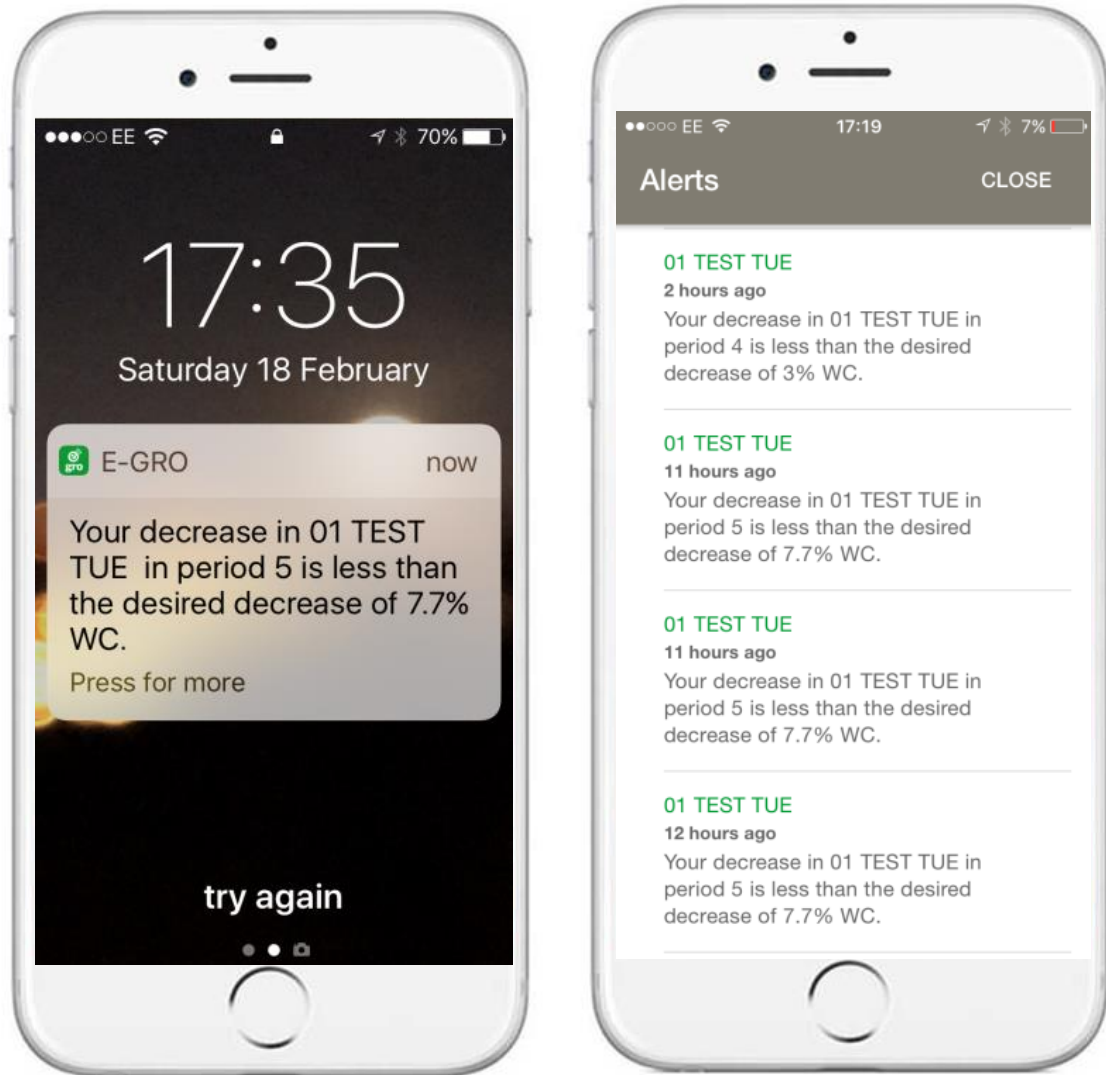 EE 70%
17:35
Saturday 18 February
gro E-GRO now
Your decrease in 01 TEST
TUE in period 5 is less than
the desired decrease of 7.7%
WC.
Press for more
try again
EE 17:19 7%
Alerts CLOSE
01 TEST TUE
2 hours ago
Your decrease in 01 TEST TUE in
period 4 is less than the desired
decrease of 3% WC.
01 TEST TUE
11 hours ago
Your decrease in 01 TEST TUE in
period 5 is less than the desired
decrease of 7.7% WC.
01 TEST TUE
11 hours ago
Your decrease in 01 TEST TUE in
period 5 is less than the desired
decrease of 7.7% WC.
01 TEST TUE
12 hours ago
Your decrease in 01 TEST TUE in
period 5 is less than the desired
decrease of 7.7% WC.